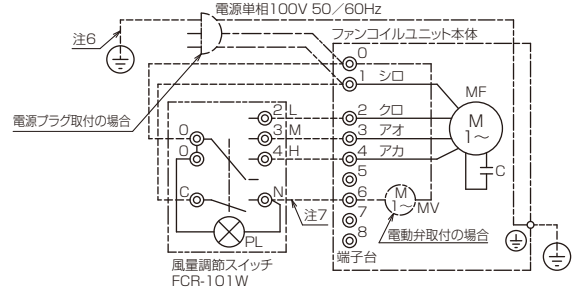 電源単相100V 50／60Hz
注6
ファンコイルユニット本体
0
1 シロ
MF
電源プラグ取付の場合
2 L
2 クロ
M
1～
0
3 M
3 アオ
0
4 H
4 アカ
C
5
C
N
6
M
1～
MV
注7
7
電動弁取付の場合
8
PL
端子台
風量調節スイッチ
FCR-101W